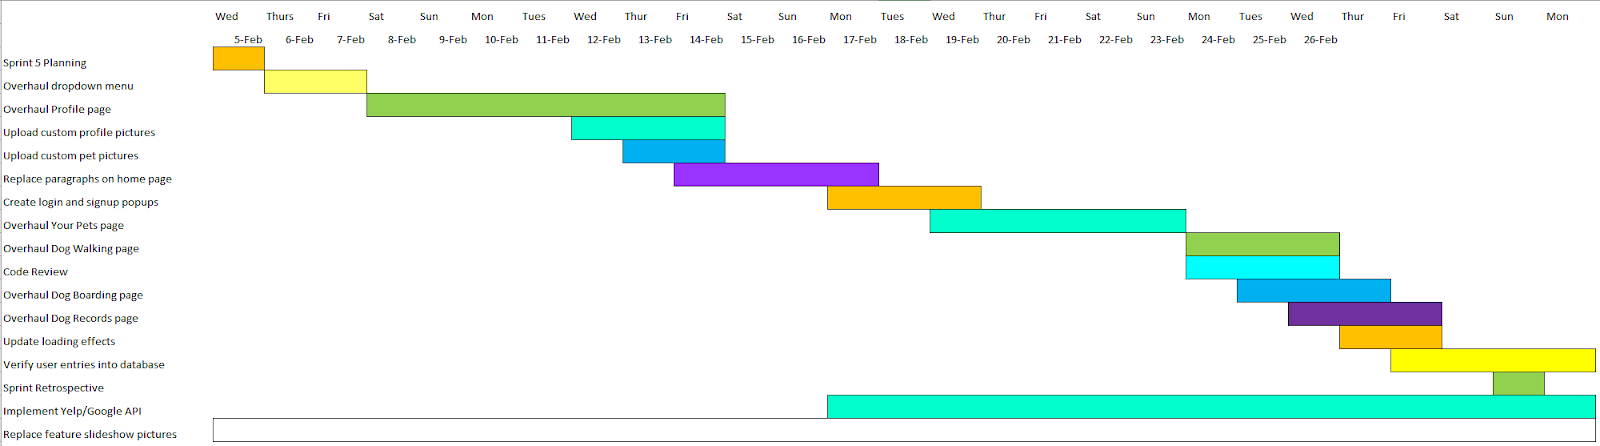 Wed Thurs Fri Sat Sun Mon Tues Wed Thur Fri Sat Sun Mon Tues Wed Thur Fri Sat Sun Mon Tues Wed Thur Fri Sat Sun Mon
5-Feb 6-Feb 7-Feb 8-Feb 9-Feb 10-Feb 11-Feb 12-Feb 13-Feb 14-Feb 15-Feb 16-Feb 17-Feb 18-Feb 19-Feb 20-Feb 21-Feb 22-Feb 23-Feb 24-Feb 25-Feb 26-Feb
Sprint 5 Planning
Overhaul dropdown menu
Overhaul Profile page
Upload custom profile pictures
Upload custom pet pictures
Replace paragraphs on home page
Create login and signup popups
Overhaul Your Pets page
Overhaul Dog Walking page
Code Review
Overhaul Dog Boarding page
Overhaul Dog Records page
Update loading effects
Verify user entries into database
Sprint Retrospective
Implement Yelp/Google API
Replace feature slideshow pictures